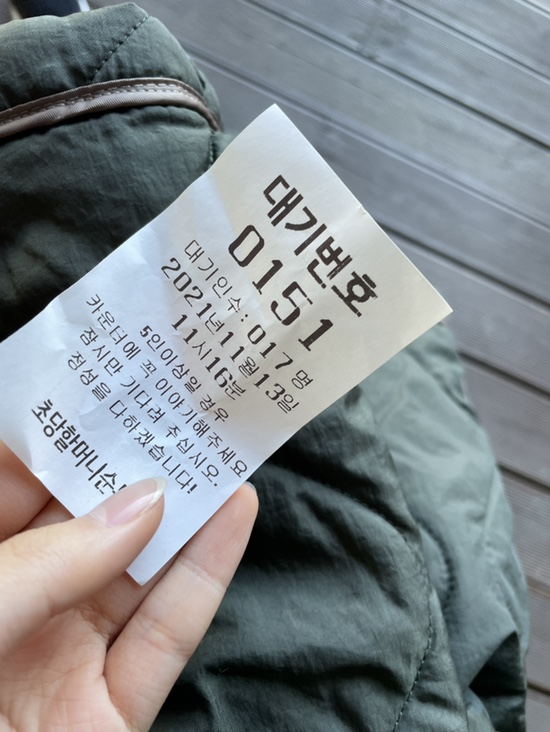 대기번호
0151
대기인수: 017 명
2021년11월13일
11시16분
5인이상일 경우
카운터에 꼭 이야기해주세요
잠시만 기다려 주십시오.
정성을 다하겠습니다!
초당할머니순